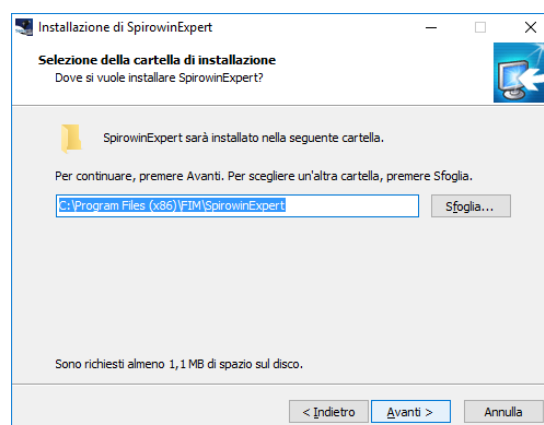 Installazione di SpirowinExpert
Selezione della cartella di installazione
Dove si vuole installare SpirowinExpert?
SpirowinExpert sarà installato nella seguente cartella.
Per continuare, premere Avanti. Per scegliere un'altra cartella, premere Sfoglia.
C:\Program Files (x86)\FIM\SpirowinExpert
Sfoglia...
Sono richiesti almeno 1,1 MB di spazio sul disco.
< Indietro
Avanti >
Annulla